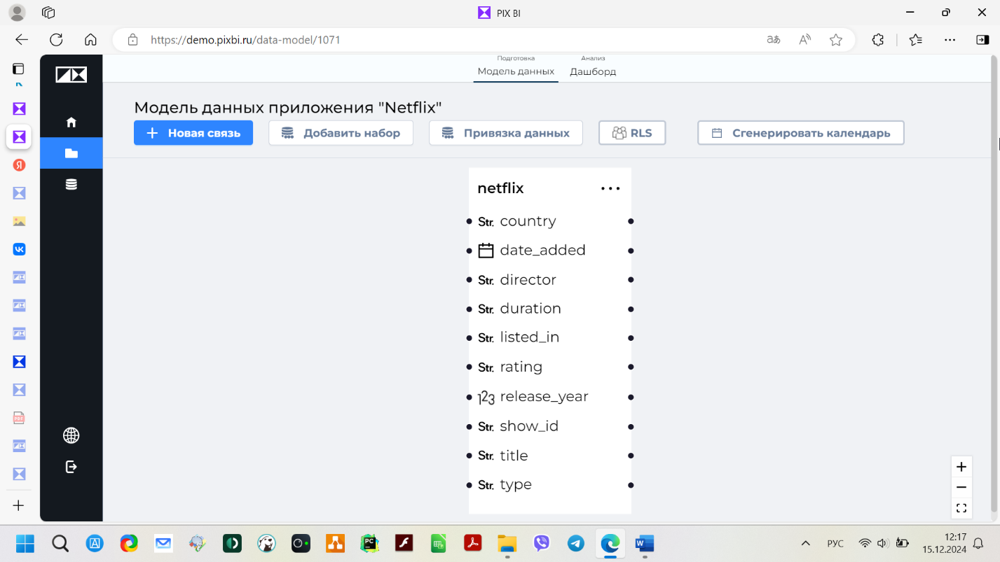 PIX BI
https://demo.pixbi.ru/data-model/1071
Подготовка
Анализ
Модель данных
Дашборд
Модель данных приложения "Netflix"
+ Новая связь
Добавить набор
Привязка данных
RLS
Сгенерировать календарь
netflix
Str. country
date_added
Str. director
Str. duration
Str. listed_in
Str. rating
123 release_year
Str. show_id
Str. title
Str. type
РУС
12:17
15.12.2024